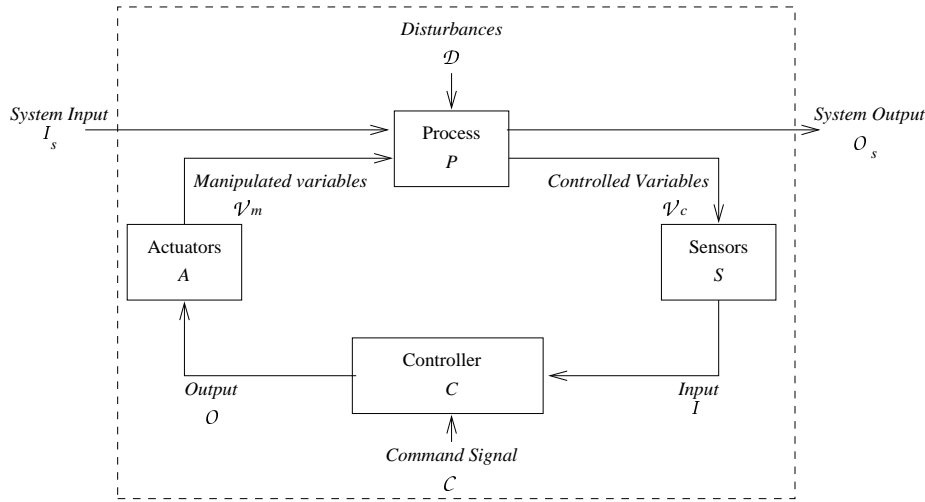 Disturbances
𝒟
System Input
I s
Process
P
System Output
𝒪 s
Manipulated variables
𝒱 m
Controlled Variables
𝒱 c
Actuators
A
Sensors
S
Controller
C
Output
𝒪
Input
I
Command Signal
𝒞